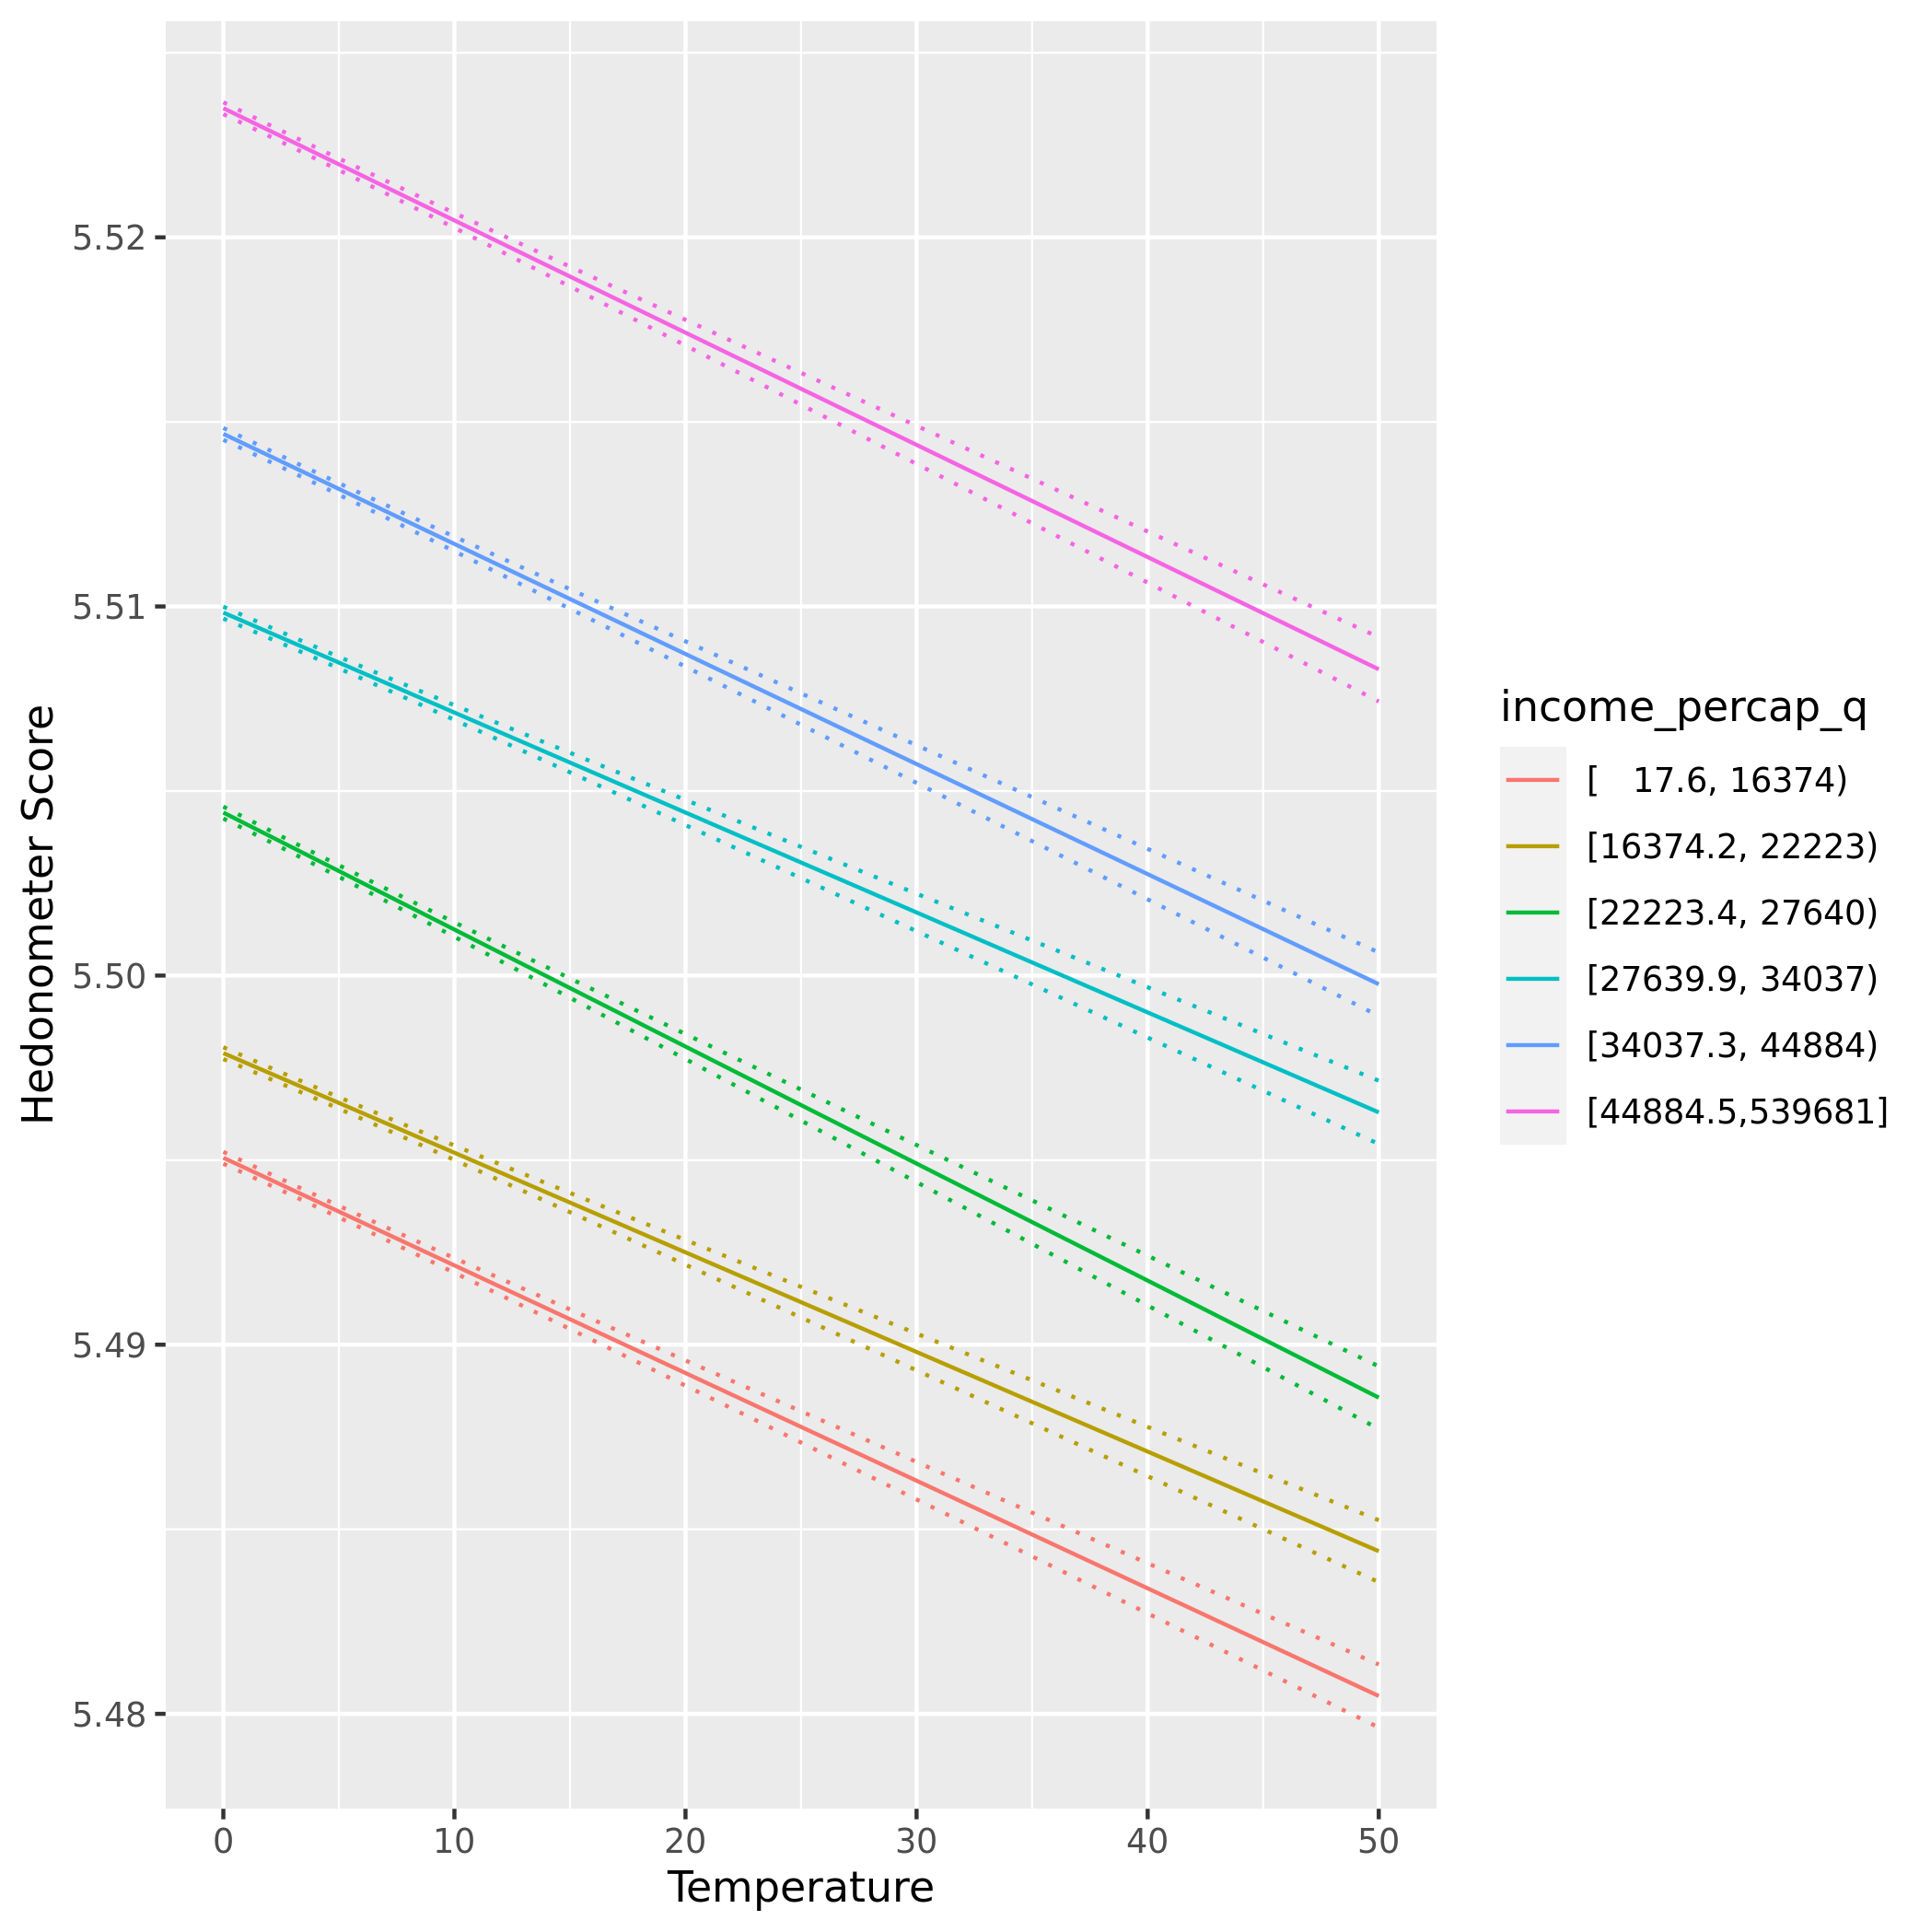 5.52
5.51
5.50
5.49
5.48
Hedonometer Score
0 10 20 30 40 50
Temperature
income_percap_q
[   17.6, 16374)
[16374.2, 22223)
[22223.4, 27640)
[27639.9, 34037)
[34037.3, 44884)
[44884.5,539681]